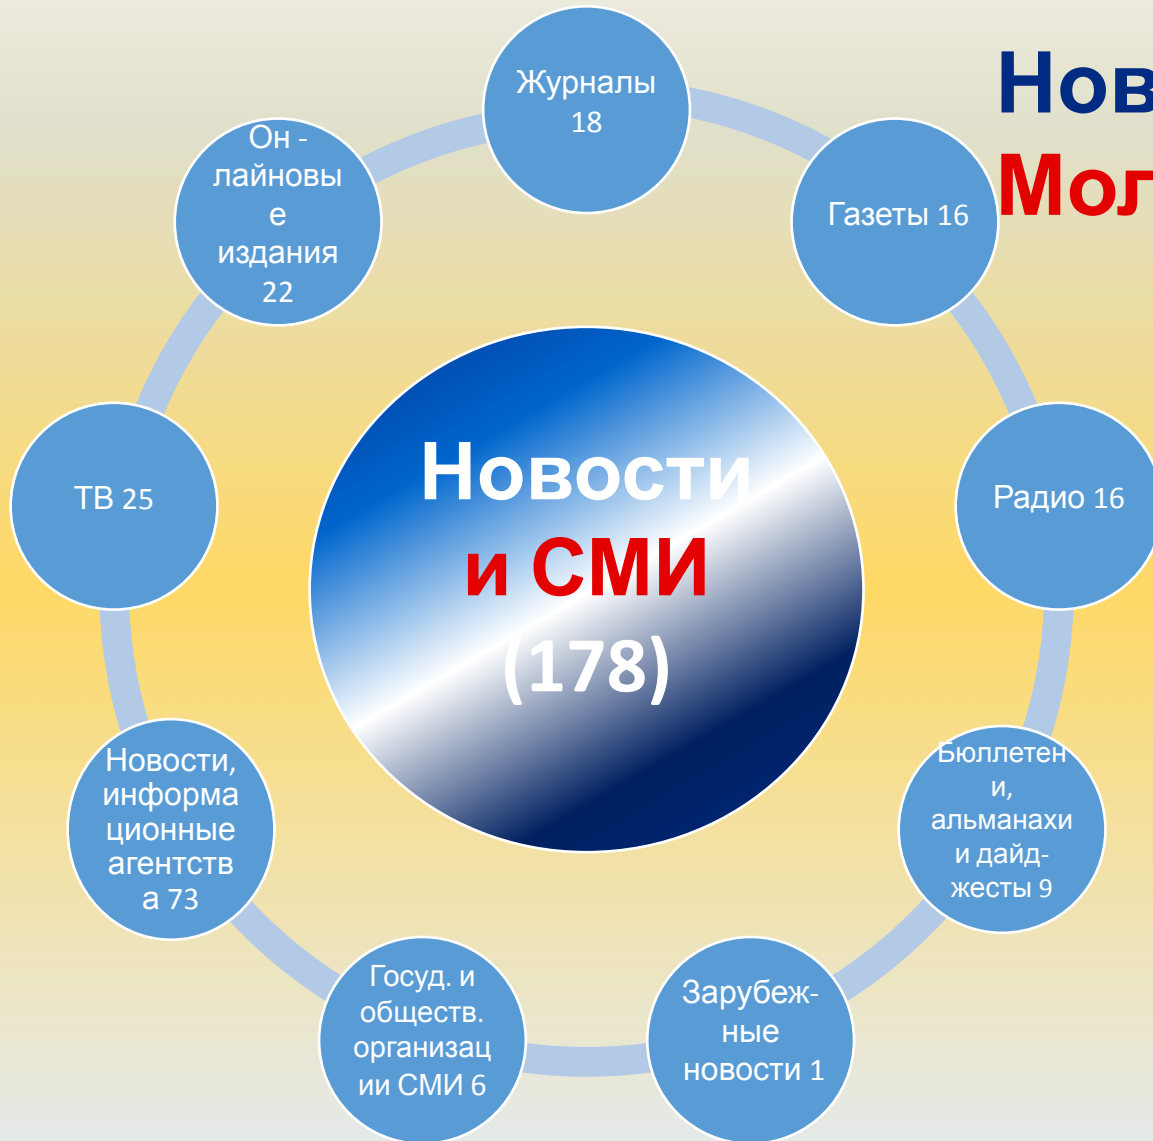 Нов
Мол
Журналы
18
Газеты 16
Радио 16
Бюллетен
и,
альманахи
и дайд-
жесты 9
Зарубеж-
ные
новости 1
Госуд. и
обществ.
организац
ии СМИ 6
Новости,
информа
ционные
агентств
а 73
ТВ 25
Он -
лайновы
е
издания
22
Новости
и СМИ
(178)